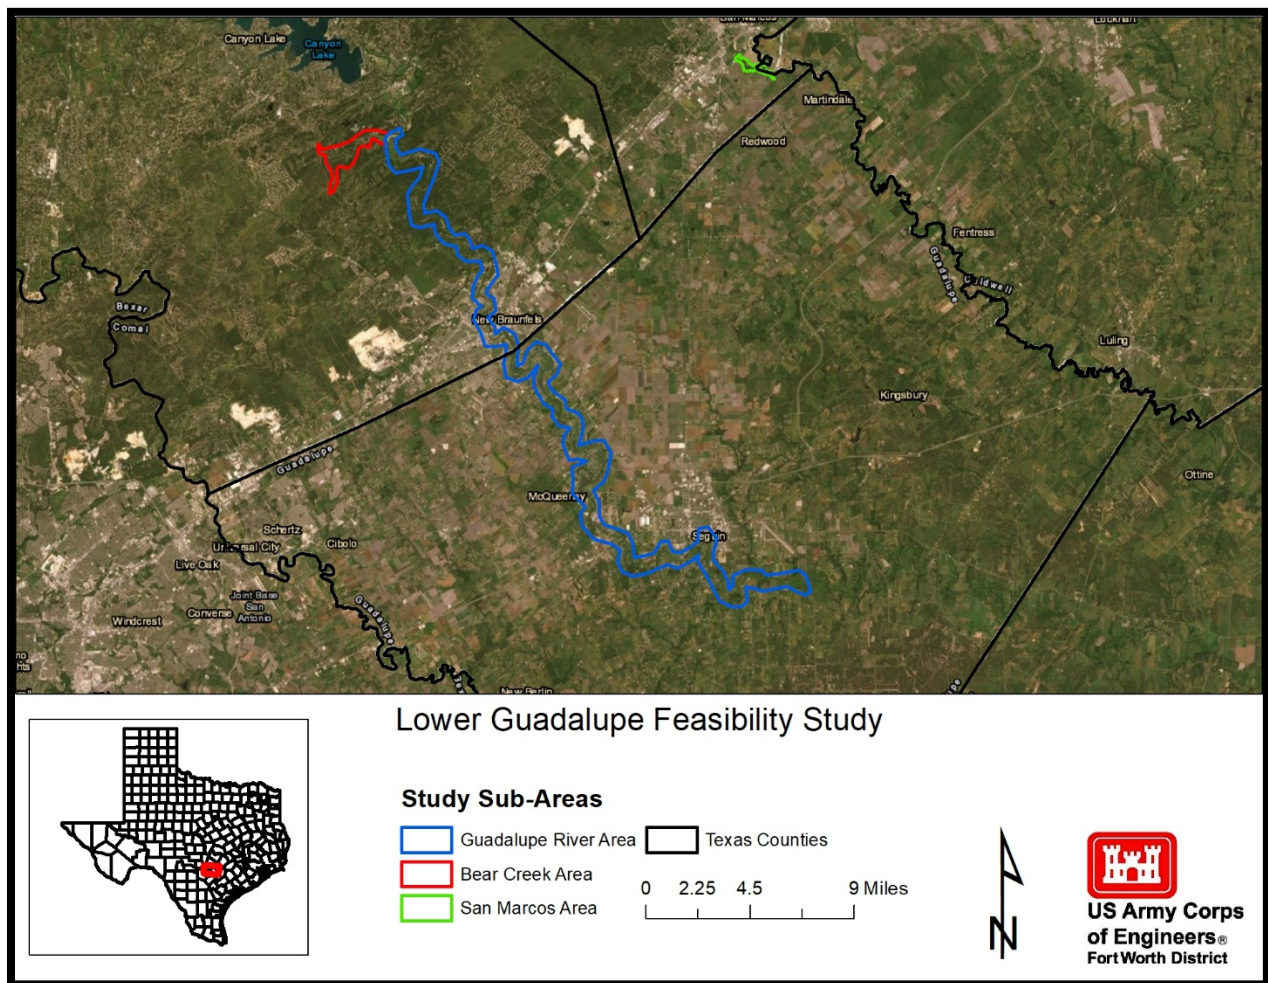 San Marcos
Lockhart
Canyon Lake
Canyon
Lake
Martindale
Redwood
Fentress
Guadalupe
Caldwell
Bexar
Comal
New Braunfels
Luling
Kingsbury
Guadalupe
Ottine
McQueeney
Schertz
Seguin
Universal City
Cibolo
Live Oak
Joint Base
San
Antonio
Converse
Windcrest
Guadalupe
New Berlin
Lower Guadalupe Feasibility Study
Study Sub-Areas
Guadalupe River Area
Texas Counties
Bear Creek Area
San Marcos Area
0 2.25 4.5 9 Miles
N
US Army Corps
of Engineers®
Fort Worth District